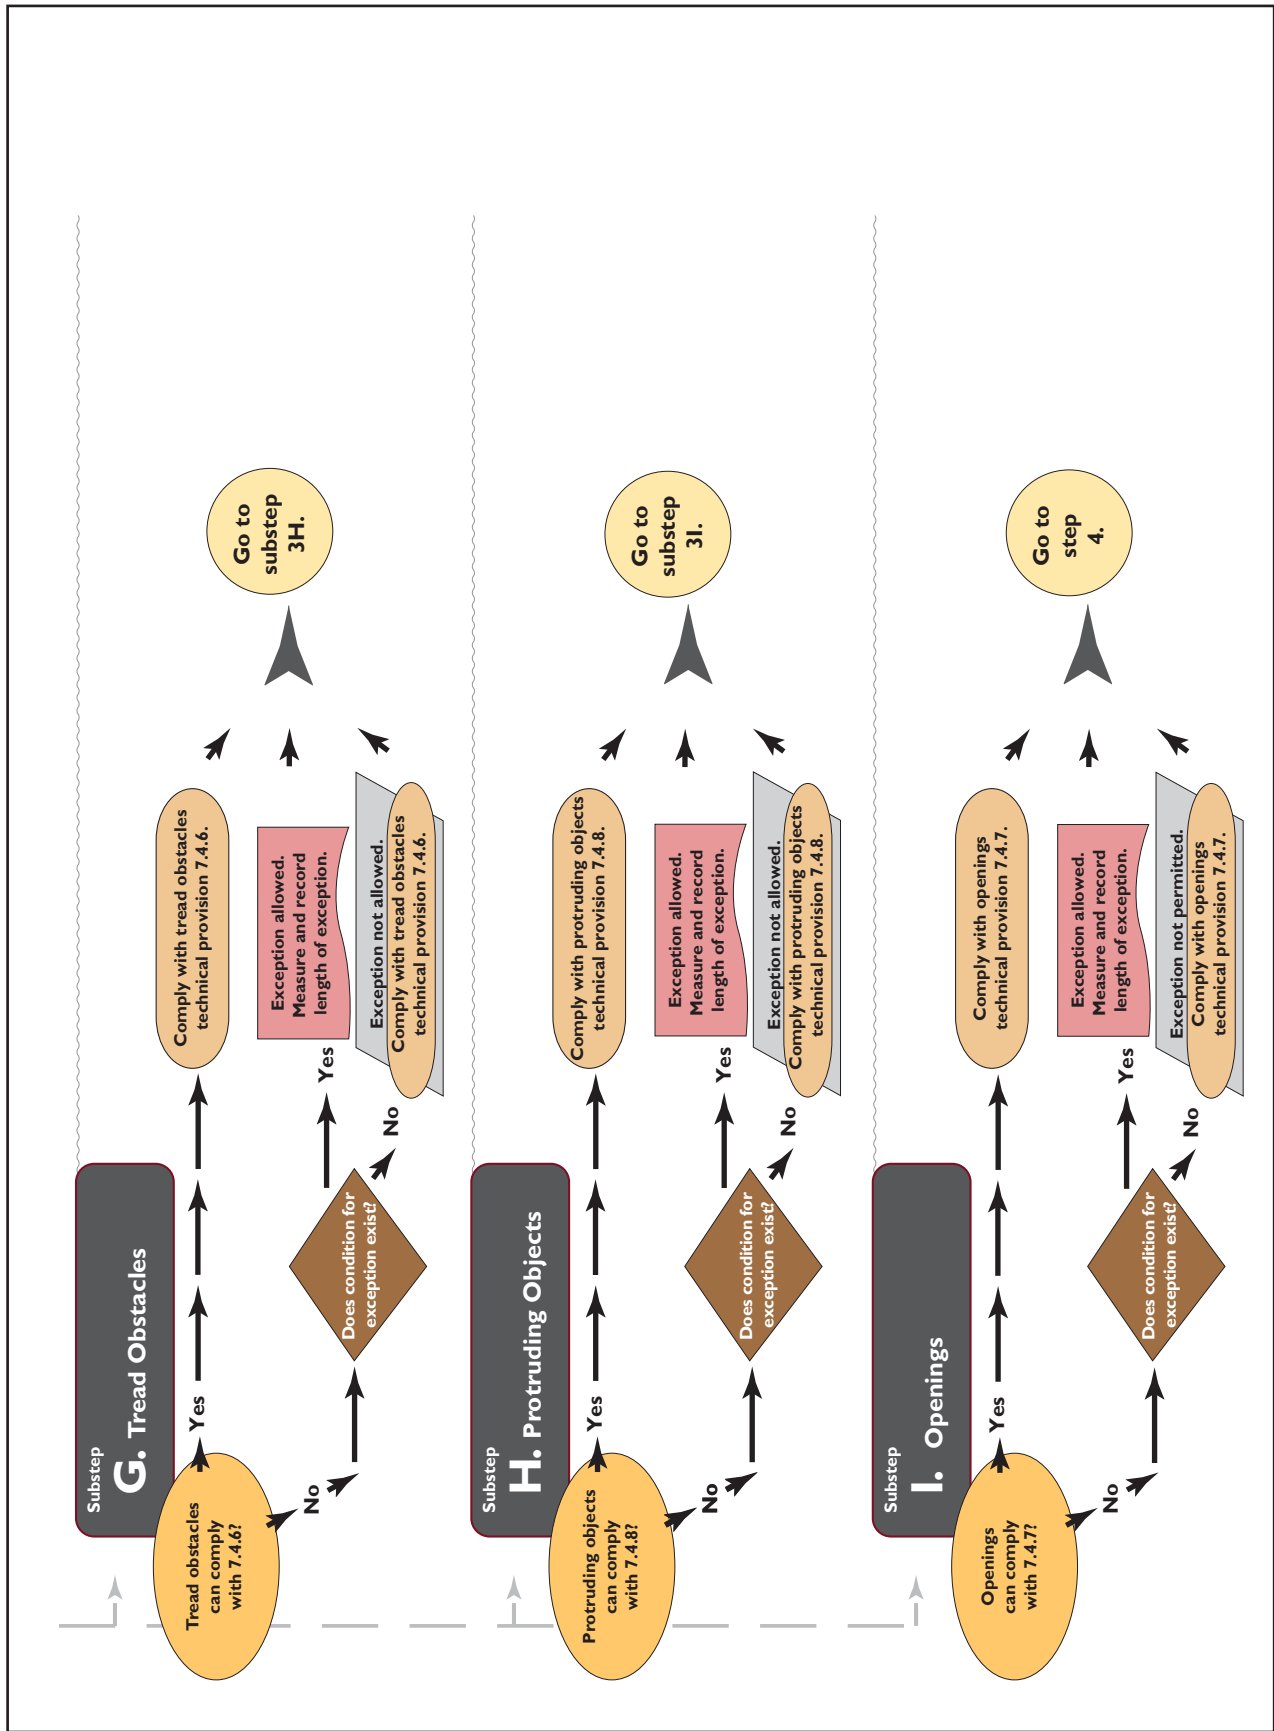 Substep
G. Tread Obstacles
Tread obstacles
can comply
with 7.4.6?
Yes
Comply with tread obstacles
technical provision 7.4.6.
No
Does condition for
exception exist?
Yes
Exception allowed.
Measure and record
length of exception.
No
Exception not allowed.
Comply with tread obstacles
technical provision 7.4.6.
Go to
substep
3H.
Substep
H. Protruding Objects
Protruding objects
can comply
with 7.4.8?
Yes
Comply with protruding objects
technical provision 7.4.8.
No
Does condition for
exception exist?
Yes
Exception allowed.
Measure and record
length of exception.
No
Exception not allowed.
Comply with protruding objects
technical provision 7.4.8.
Go to
substep
3I.
Substep
I. Openings
Openings
can comply
with 7.4.7?
Yes
Comply with openings
technical provision 7.4.7.
No
Does condition for
exception exist?
Yes
Exception allowed.
Measure and record
length of exception.
No
Exception not permitted.
Comply with openings
technical provision 7.4.7.
Go to
step
4.